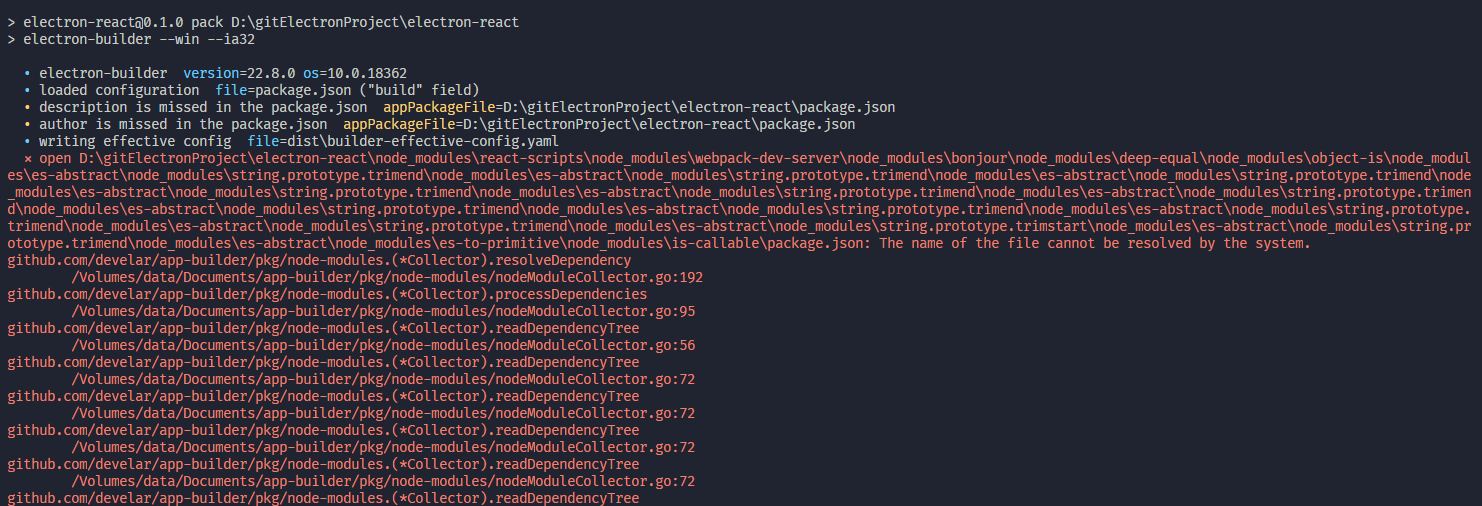 > electron-react@0.1.0 pack D:\gitElectronProject\electron-react
> electron-builder --win --ia32
• electron-builder  version=22.8.0 os=10.0.18362
• loaded configuration  file=package.json ("build" field)
• description is missed in the package.json  appPackageFile=D:\gitElectronProject\electron-react\package.json
• author is missed in the package.json  appPackageFile=D:\gitElectronProject\electron-react\package.json
• writing effective config  file=dist\builder-effective-config.yaml
⨯ open D:\gitElectronProject\electron-react\node_modules\react-scripts\node_modules\webpack-dev-server\node_modules\bonjour\node_modules\deep-equal\node_modules\object-is\node_modul
es\es-abstract\node_modules\string.prototype.trimend\node_modules\es-abstract\node_modules\string.prototype.trimend\node_modules\es-abstract\node_modules\string.prototype.trimend\node
_modules\es-abstract\node_modules\string.prototype.trimend\node_modules\es-abstract\node_modules\string.prototype.trimend\node_modules\es-abstract\node_modules\string.prototype.trimen
d\node_modules\es-abstract\node_modules\string.prototype.trimend\node_modules\es-abstract\node_modules\string.prototype.trimend\node_modules\es-abstract\node_modules\string.prototype.
trimend\node_modules\es-abstract\node_modules\string.prototype.trimend\node_modules\es-abstract\node_modules\string.prototype.trimstart\node_modules\es-abstract\node_modules\string.pr
ototype.trimend\node_modules\es-abstract\node_modules\es-to-primitive\node_modules\is-callable\package.json: The name of the file cannot be resolved by the system.
github.com/develar/app-builder/pkg/node-modules.(*Collector).resolveDependency
/Volumes/data/Documents/app-builder/pkg/node-modules/nodeModuleCollector.go:192
github.com/develar/app-builder/pkg/node-modules.(*Collector).processDependencies
/Volumes/data/Documents/app-builder/pkg/node-modules/nodeModuleCollector.go:95
github.com/develar/app-builder/pkg/node-modules.(*Collector).readDependencyTree
/Volumes/data/Documents/app-builder/pkg/node-modules/nodeModuleCollector.go:56
github.com/develar/app-builder/pkg/node-modules.(*Collector).readDependencyTree
/Volumes/data/Documents/app-builder/pkg/node-modules/nodeModuleCollector.go:72
github.com/develar/app-builder/pkg/node-modules.(*Collector).readDependencyTree
/Volumes/data/Documents/app-builder/pkg/node-modules/nodeModuleCollector.go:72
github.com/develar/app-builder/pkg/node-modules.(*Collector).readDependencyTree
/Volumes/data/Documents/app-builder/pkg/node-modules/nodeModuleCollector.go:72
github.com/develar/app-builder/pkg/node-modules.(*Collector).readDependencyTree
/Volumes/data/Documents/app-builder/pkg/node-modules/nodeModuleCollector.go:72
github.com/develar/app-builder/pkg/node-modules.(*Collector).readDependencyTree